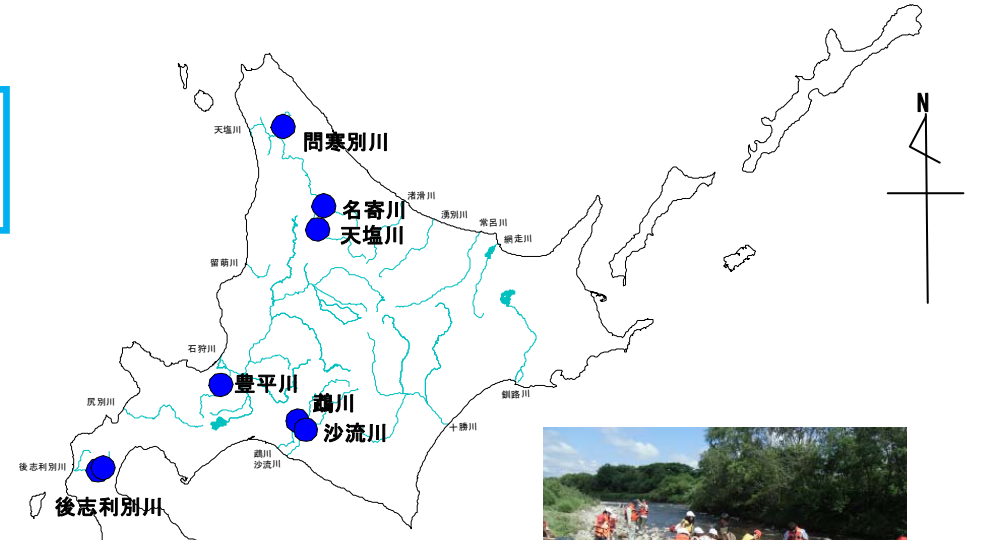 N
天塩川
問寒別川
渚滑川
名寄川
湧別川
常呂川
天塩川
網走川
留萌川
石狩川
豊平川
釧路川
尻別川
鵡川
十勝川
沙流川
鵡川
沙流川
後志利別川
後志利別川